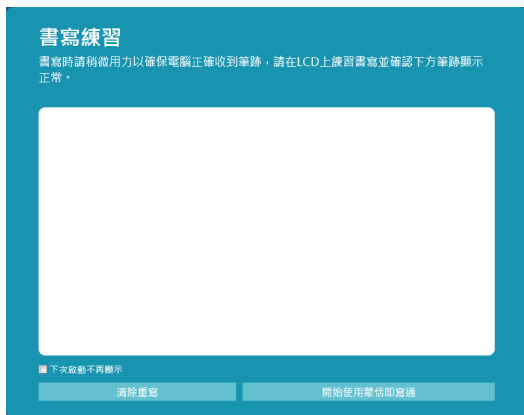 書寫練習
書寫時請稍微用力以確保電腦正確收到筆跡，請在LCD上練習書寫並確認下方筆跡顯示
正常。
下次啟動不再顯示
清除重寫
開始使用蒙恬即寫通